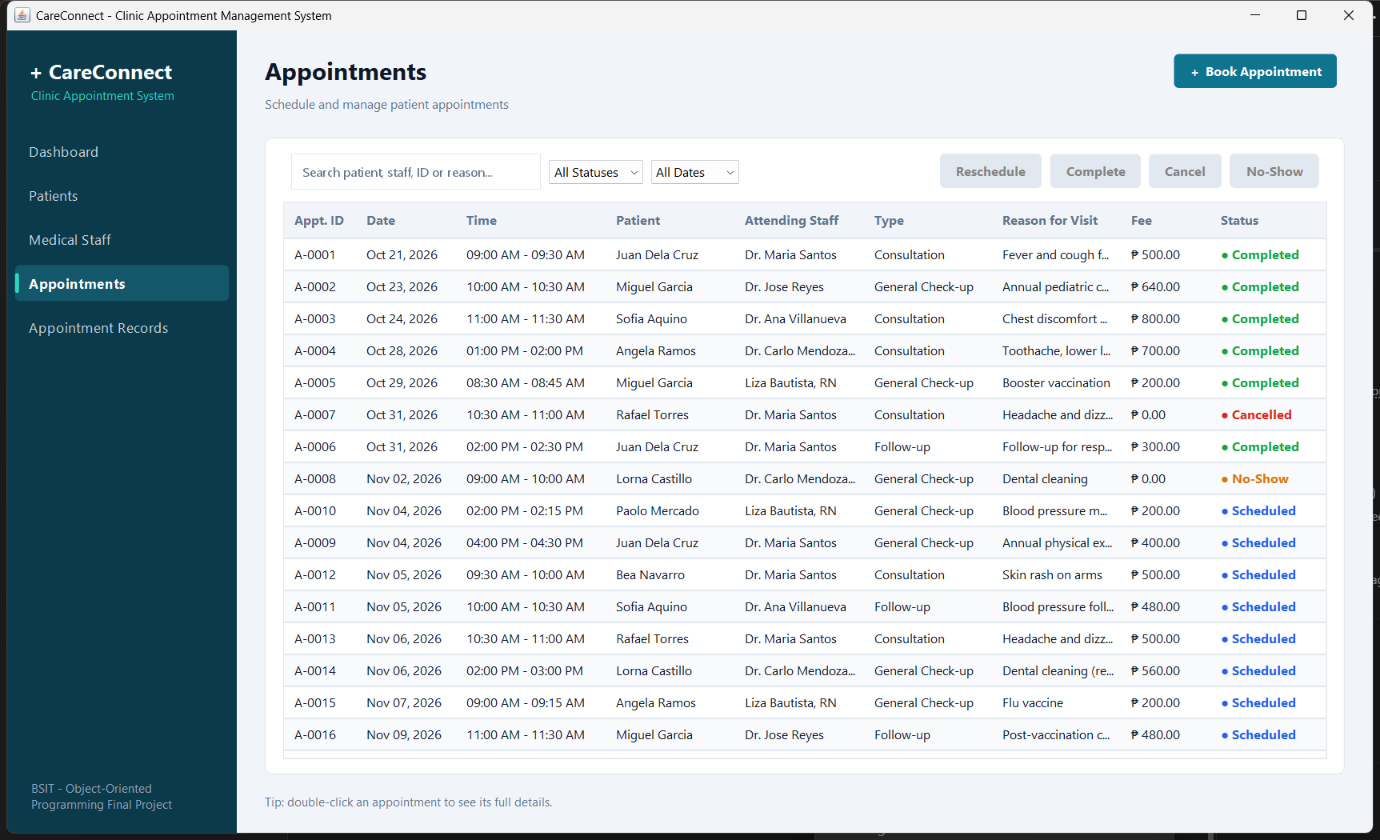 CareConnect - Clinic Appointment Management System
+ CareConnect
Clinic Appointment System
Dashboard
Patients
Medical Staff
Appointments
Appointment Records
BSIT - Object-Oriented
Programming Final Project
Appointments
+ Book Appointment
Schedule and manage patient appointments
Search patient, staff, ID or reason... All Statuses All Dates Reschedule Complete Cancel No-Show
Appt. ID Date Time Patient Attending Staff Type Reason for Visit Fee Status
A-0001 Oct 21, 2026 09:00 AM - 09:30 AM Juan Dela Cruz Dr. Maria Santos Consultation Fever and cough f... ₱ 500.00 ● Completed
A-0002 Oct 23, 2026 10:00 AM - 10:30 AM Miguel Garcia Dr. Jose Reyes General Check-up Annual pediatric c... ₱ 640.00 ● Completed
A-0003 Oct 24, 2026 11:00 AM - 11:30 AM Sofia Aquino Dr. Ana Villanueva Consultation Chest discomfort ... ₱ 800.00 ● Completed
A-0004 Oct 28, 2026 01:00 PM - 02:00 PM Angela Ramos Dr. Carlo Mendoza... Consultation Toothache, lower l... ₱ 700.00 ● Completed
A-0005 Oct 29, 2026 08:30 AM - 08:45 AM Miguel Garcia Liza Bautista, RN General Check-up Booster vaccination ₱ 200.00 ● Completed
A-0007 Oct 31, 2026 10:30 AM - 11:00 AM Rafael Torres Dr. Maria Santos Consultation Headache and dizz... ₱ 0.00 ● Cancelled
A-0006 Oct 31, 2026 02:00 PM - 02:30 PM Juan Dela Cruz Dr. Maria Santos Follow-up Follow-up for resp... ₱ 300.00 ● Completed
A-0008 Nov 02, 2026 09:00 AM - 10:00 AM Lorna Castillo Dr. Carlo Mendoza... General Check-up Dental cleaning ₱ 0.00 ● No-Show
A-0010 Nov 04, 2026 02:00 PM - 02:15 PM Paolo Mercado Liza Bautista, RN General Check-up Blood pressure m... ₱ 200.00 ● Scheduled
A-0009 Nov 04, 2026 04:00 PM - 04:30 PM Juan Dela Cruz Dr. Maria Santos General Check-up Annual physical ex... ₱ 400.00 ● Scheduled
A-0012 Nov 05, 2026 09:30 AM - 10:00 AM Bea Navarro Dr. Maria Santos Consultation Skin rash on arms ₱ 500.00 ● Scheduled
A-0011 Nov 05, 2026 10:00 AM - 10:30 AM Sofia Aquino Dr. Ana Villanueva Follow-up Blood pressure foll... ₱ 480.00 ● Scheduled
A-0013 Nov 06, 2026 10:30 AM - 11:00 AM Rafael Torres Dr. Maria Santos Consultation Headache and dizz... ₱ 500.00 ● Scheduled
A-0014 Nov 06, 2026 02:00 PM - 03:00 PM Lorna Castillo Dr. Carlo Mendoza... General Check-up Dental cleaning (re... ₱ 560.00 ● Scheduled
A-0015 Nov 07, 2026 09:00 AM - 09:15 AM Angela Ramos Liza Bautista, RN General Check-up Flu vaccine ₱ 200.00 ● Scheduled
A-0016 Nov 09, 2026 11:00 AM - 11:30 AM Miguel Garcia Dr. Jose Reyes Follow-up Post-vaccination c... ₱ 480.00 ● Scheduled
Tip: double-click an appointment to see its full details.